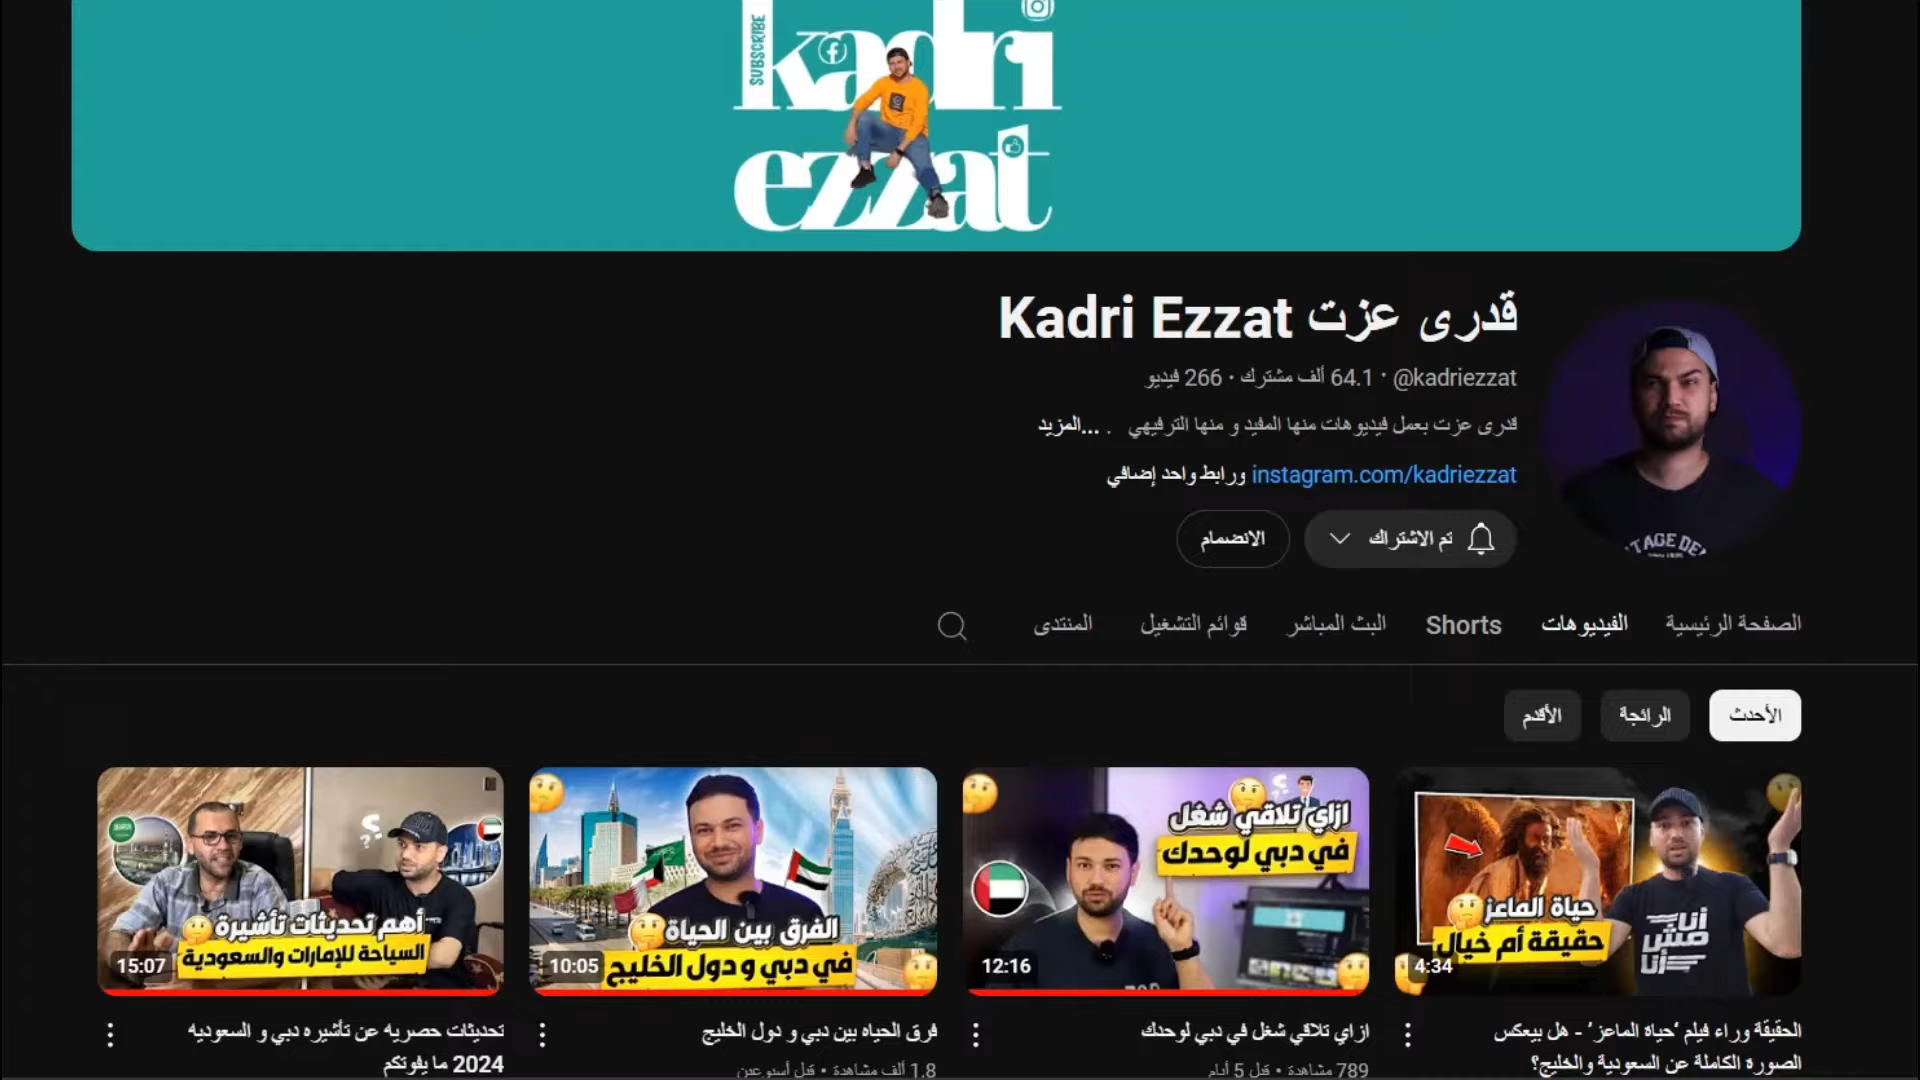 SUBSCRIBE
kadri
ezzat
قدرى عزت Kadri Ezzat
@kadriezzat · 64.1 ألف مشترك · 266 فيديو
قدرى عزت بعمل فيديوهات منها المفيد و منها الترفيهي . ...المزيد
instagram.com/kadriezzat ورابط واحد إضافي
تم الاشتراك
الانضمام
الصفحة الرئيسية
الفيديوهات
Shorts
البث المباشر
قوائم التشغيل
المنتدى
الأحدث
الرائجة
الأقدم
حياة الماعز
حقيقة أم خيال
أنا
مش
أنا
4:34
الحقيقة وراء فيلم ‘حياة الماعز’ - هل بيعكس
الصورة الكاملة عن السعودية والخليج؟
ازاي تلاقي شغل
في دبي لوحدك
12:16
ازاي تلاقي شغل في دبي لوحدك
789 مشاهدة • قبل 5 أيام
الفرق بين الحياة
في دبي و دول الخليج
10:05
فرق الحياه بين دبي و دول الخليج
1.8 ألف مشاهدة • قبل أسبوعين
أهم تحديثات تأشيرة
السياحة للإمارات والسعودية
15:07
تحديثات حصريه عن تأشيره دبي و السعوديه
2024 ما يفوتكم